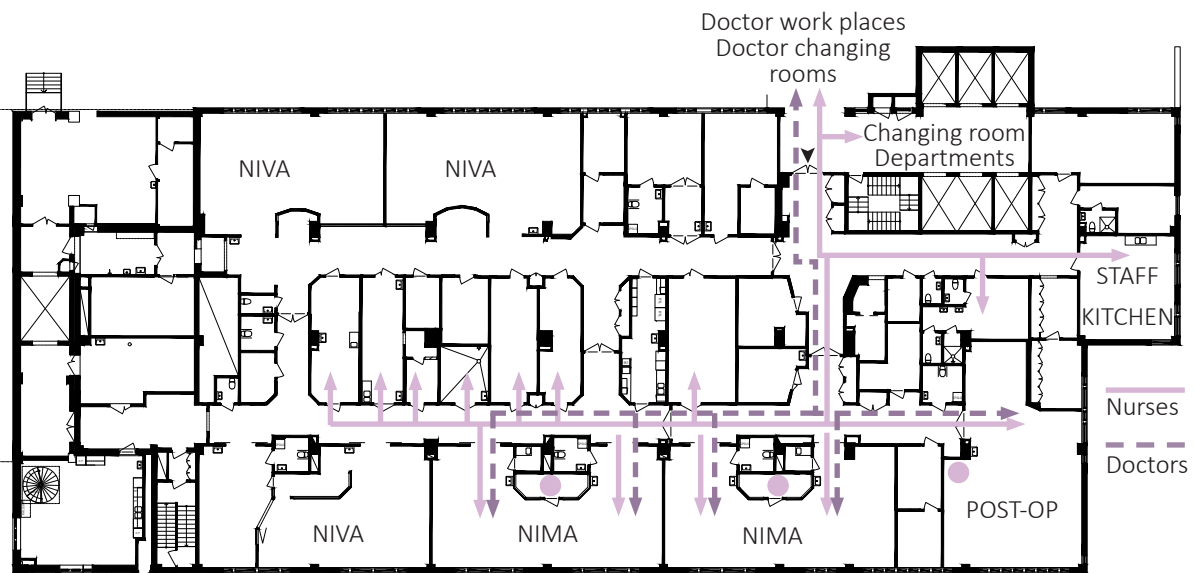 Doctor work places
Doctor changing
rooms
Changing room
Departments
NIVA
NIVA
STAFF
KITCHEN
Nurses
Doctors
NIVA
NIMA
NIMA
POST-OP